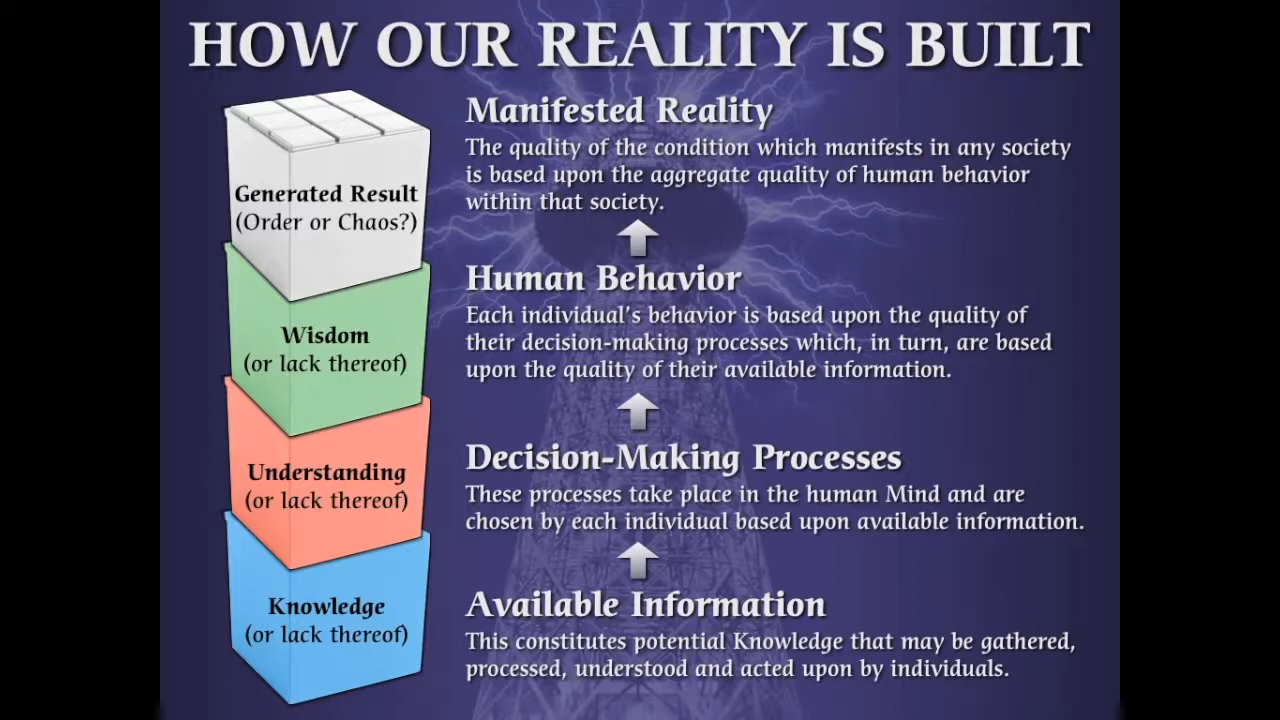 HOW OUR REALITY IS BUILT
Generated Result
(Order or Chaos?)
Wisdom
(or lack thereof)
Understanding
(or lack thereof)
Knowledge
(or lack thereof)
Manifested Reality
The quality of the condition which manifests in any society
is based upon the aggregate quality of human behavior
within that society.
Human Behavior
Each individual's behavior is based upon the quality of
their decision-making processes which, in turn, are based
upon the quality of their available information.
Decision-Making Processes
These processes take place in the human Mind and are
chosen by each individual based upon available information.
Available Information
This constitutes potential Knowledge that may be gathered,
processed, understood and acted upon by individuals.